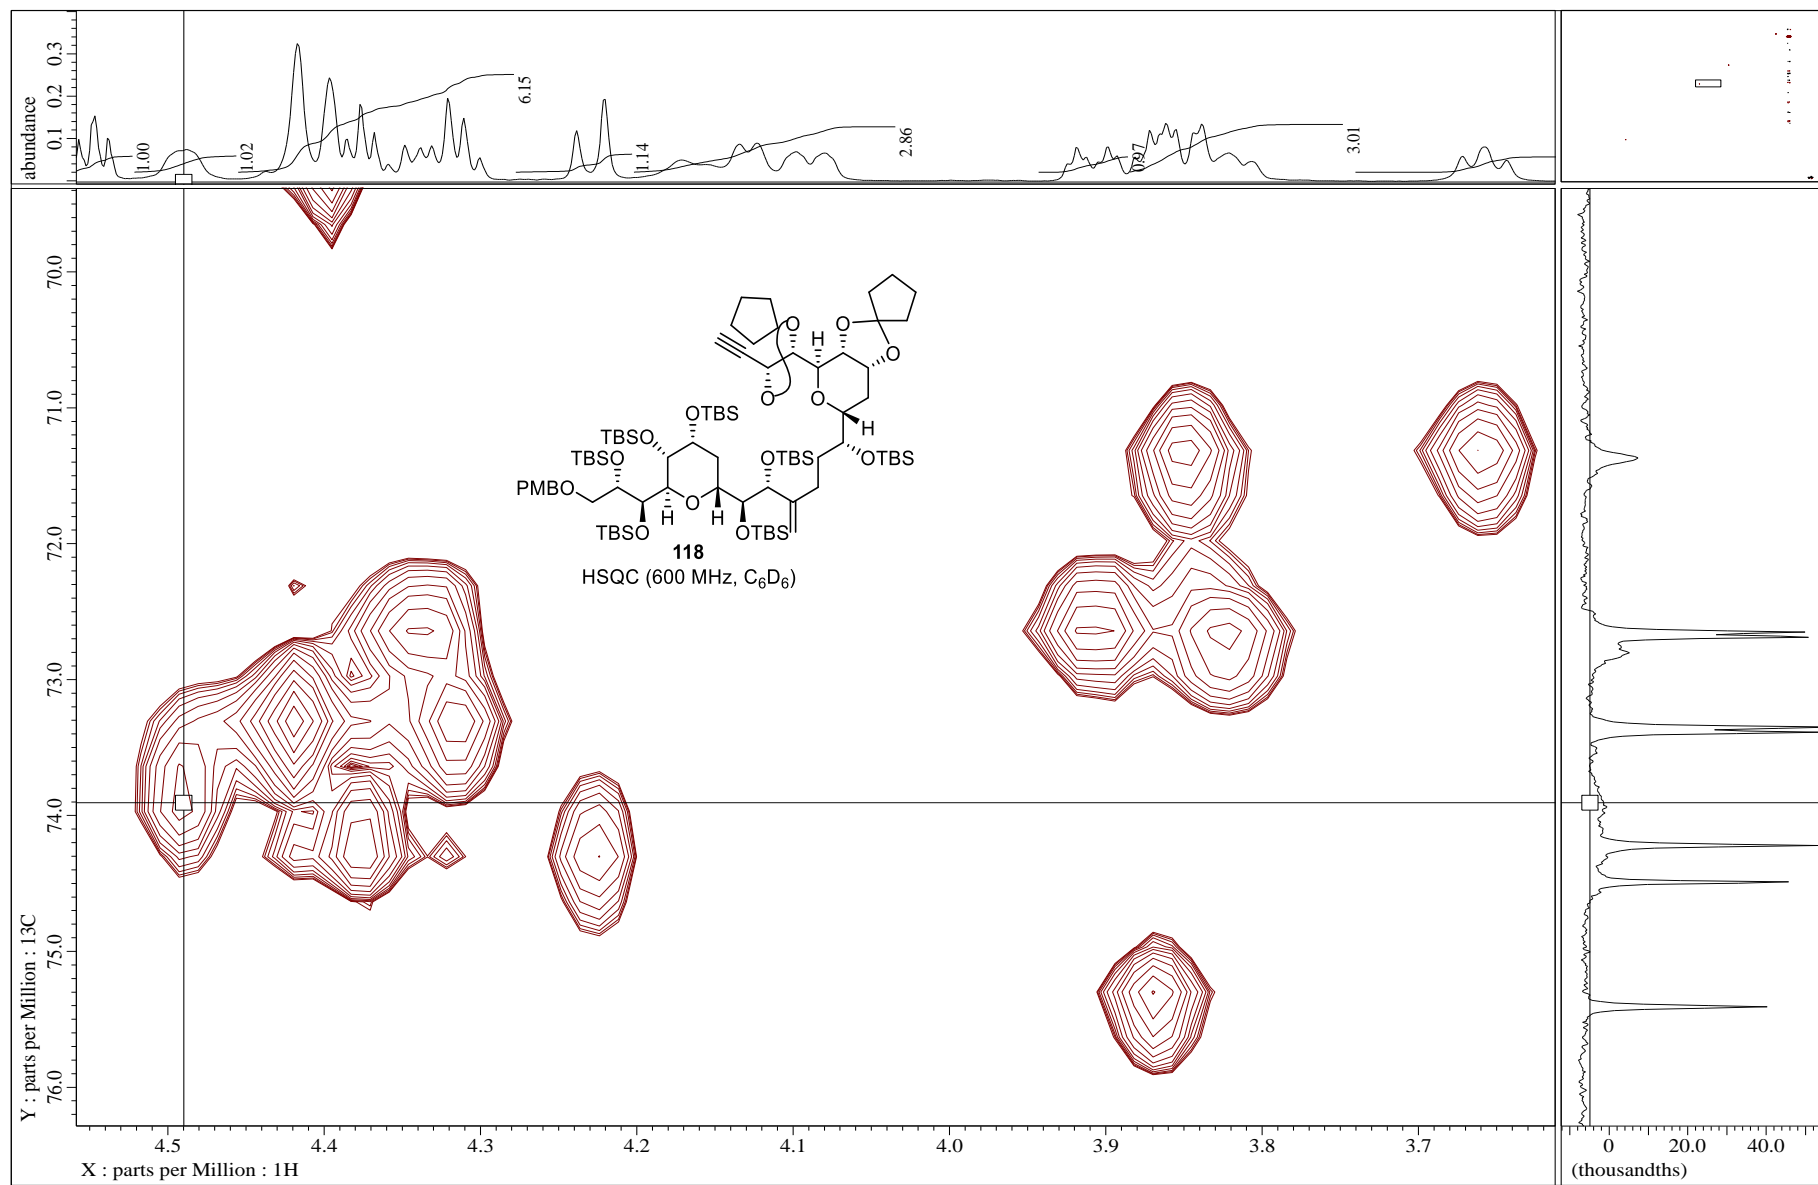 abundance
0.1 0.2 0.3
1.00
1.02
6.15
1.14
2.86
0.97
3.01
70.0
71.0
72.0
73.0
74.0
75.0
76.0
Y : parts per Million : 13C
H
O
O
O
O
O
H
OTBS
TBSO
TBSO
OTBS
OTBS
PMBO
O
TBSO
H
H
OTBS
118
HSQC (600 MHz, C6D6)
4.5 4.4 4.3 4.2 4.1 4.0 3.9 3.8 3.7
X : parts per Million : 1H
0 20.0 40.0
(thousandths)